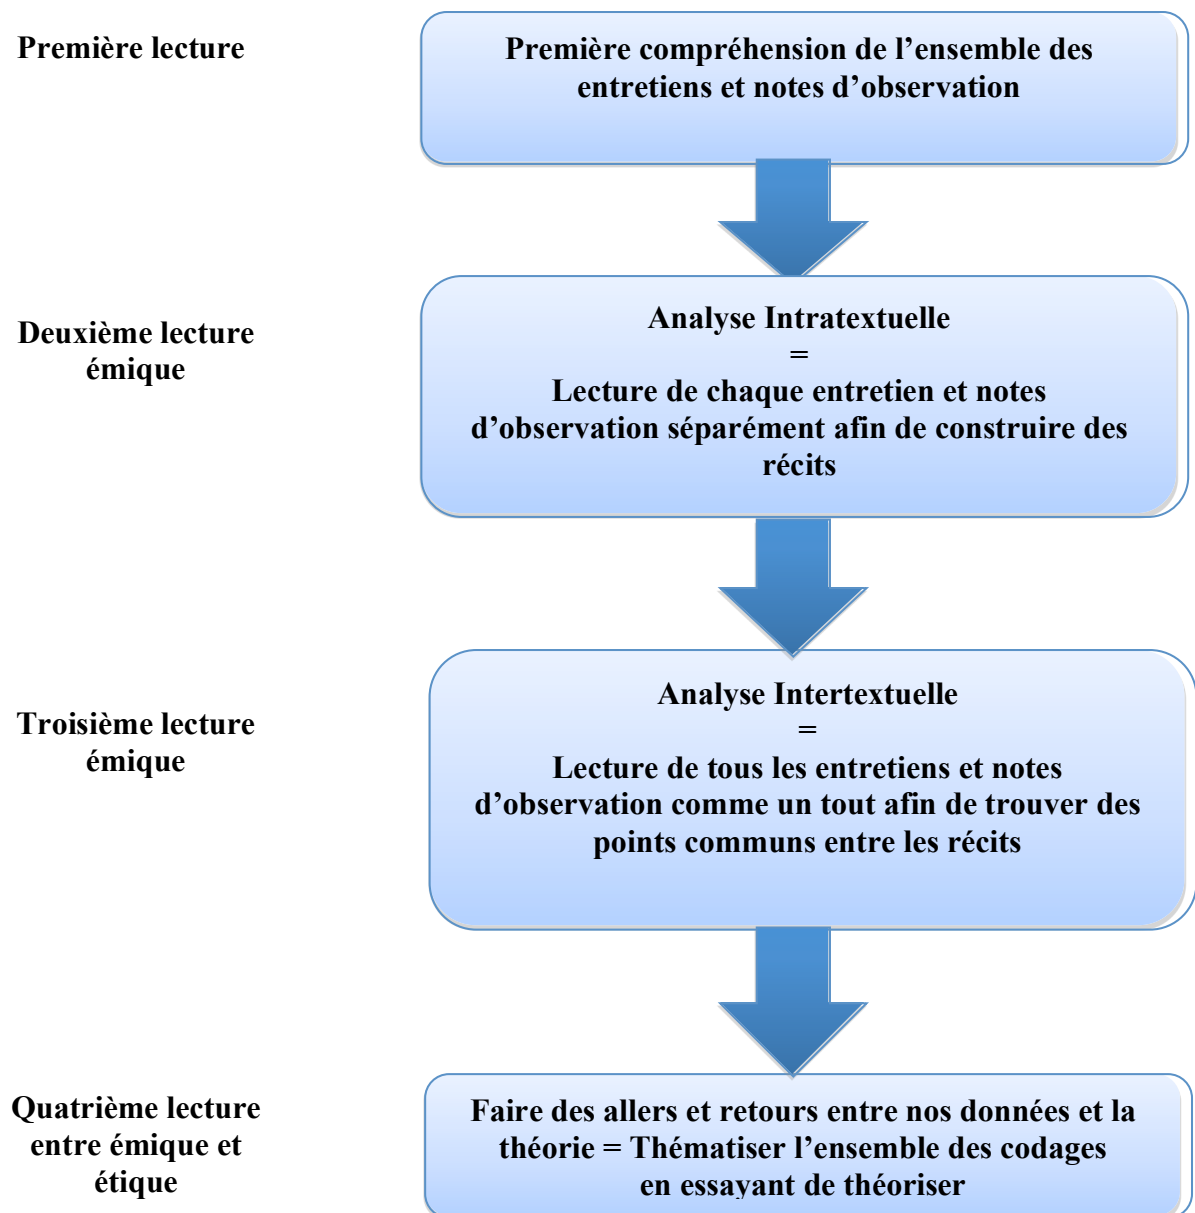 Première lecture
Première compréhension de l’ensemble des
entretiens et notes d’observation
Deuxième lecture
émique
Analyse Intratextuelle
=
Lecture de chaque entretien et notes
d’observation séparément afin de construire des
récits
Troisième lecture
émique
Analyse Intertextuelle
=
Lecture de tous les entretiens et notes
d’observation comme un tout afin de trouver des
points communs entre les récits
Quatrième lecture
entre émique et
étique
Faire des allers et retours entre nos données et la
théorie = Thématiser l’ensemble des codages
en essayant de théoriser